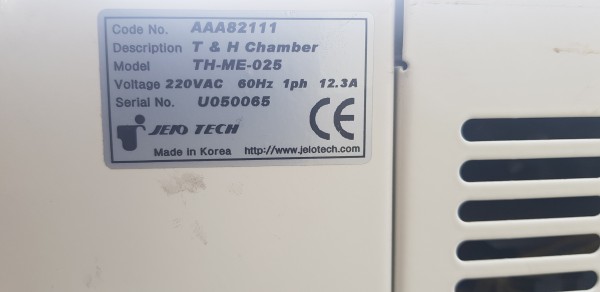 Code No. AAA82111
Description T & H Chamber
Model TH-ME-025
Voltage 220VAC 60Hz 1ph 12.3A
Serial No. U050065
JEIO TECH
CE
Made in Korea http://www.jeiotech.com